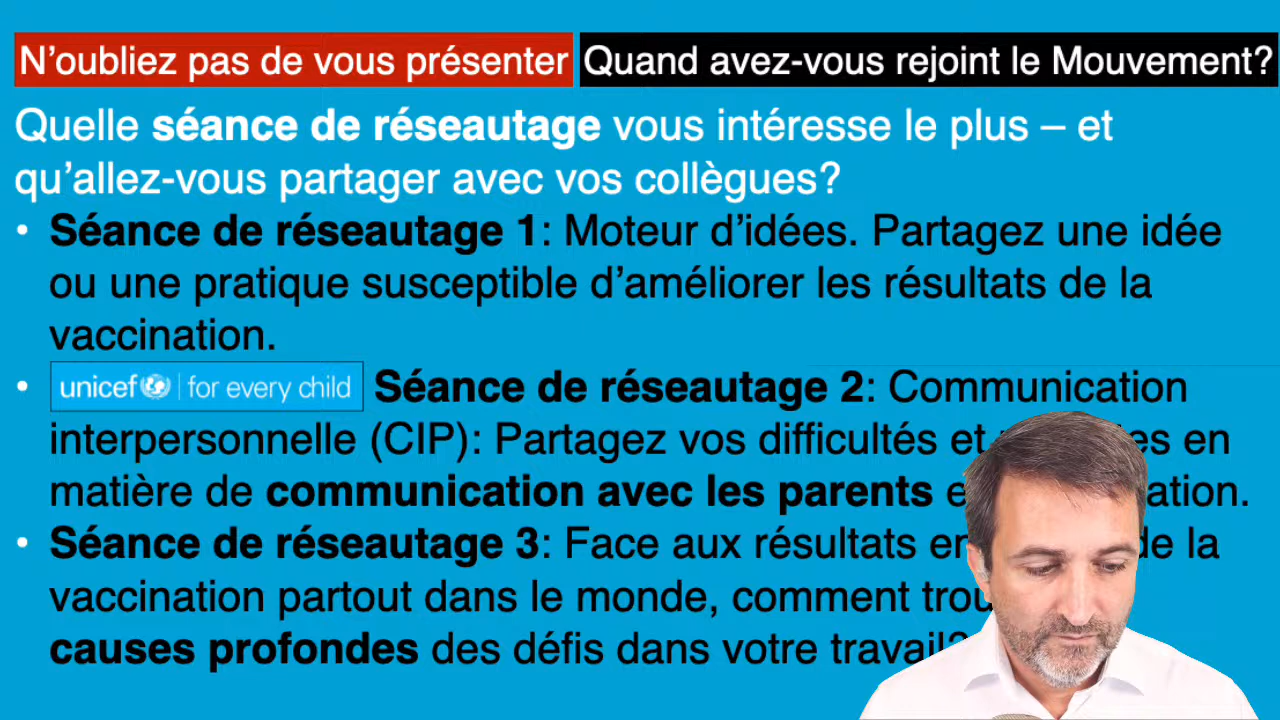 N’oubliez pas de vous présenter Quand avez-vous rejoint le Mouvement?
Quelle séance de réseautage vous intéresse le plus – et
qu’allez-vous partager avec vos collègues?
• Séance de réseautage 1: Moteur d’idées. Partagez une idée
ou une pratique susceptible d’améliorer les résultats de la
vaccination.
• unicef | for every child Séance de réseautage 2: Communication
interpersonnelle (CIP): Partagez vos difficultés et en
matière de communication avec les parents
• Séance de réseautage 3: Face aux résultats de la
vaccination partout dans le monde, comment
causes profondes des défis dans votre travail?